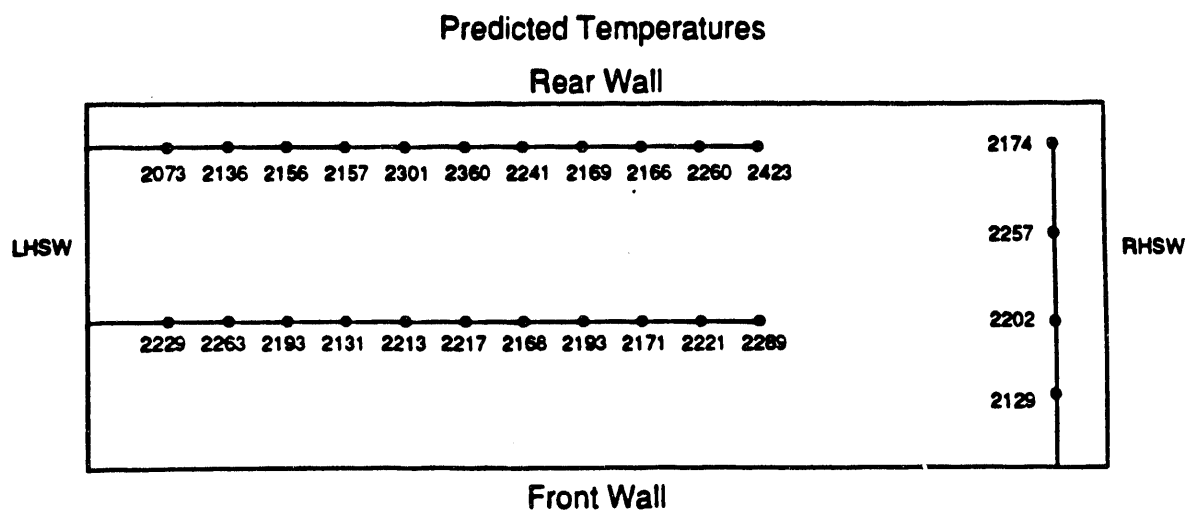 Predicted Temperatures
Rear Wall
2073 2136 2156 2157 2301 2360 2241 2169 2166 2260 2423
2174
2257
LHSW
RHSW
2229 2263 2193 2131 2213 2217 2168 2193 2171 2221 2289
2202
2129
Front Wall